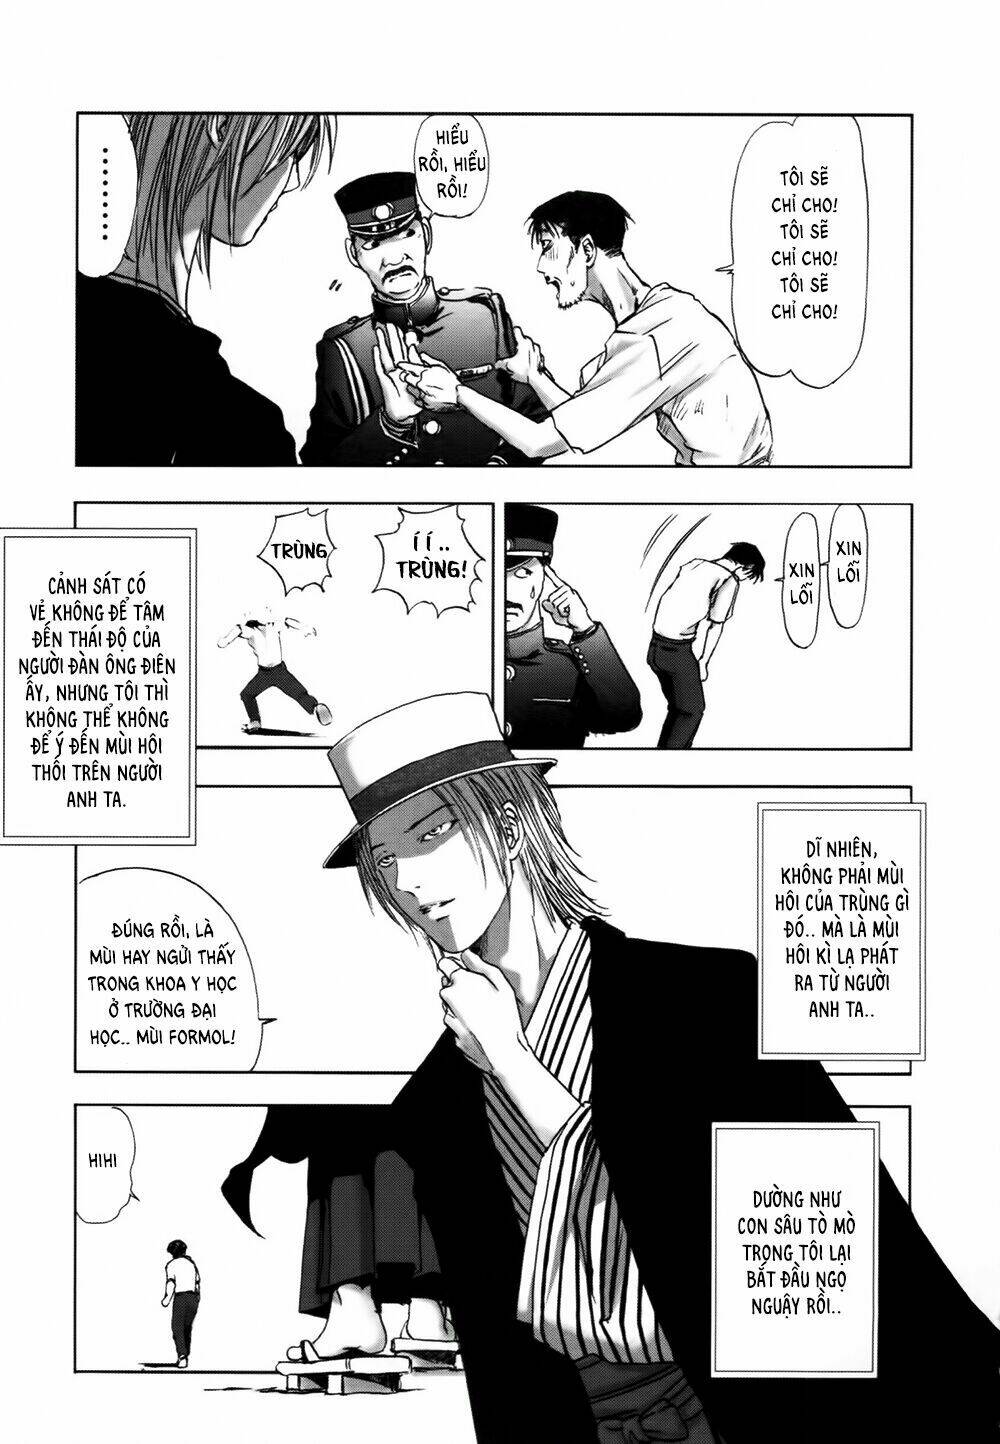 TÔI SẼ
CHỈ CHO!
TÔI SẼ
CHỈ CHO!
TÔI SẼ
CHỈ CHO!
HIỂU
RỒI, HIỂU
RỒI!
........
XIN
LỖI
XIN
LỖI
Í Í..
TRÙNG!
TRÙNG
CẢNH SÁT CÓ
VẺ KHÔNG ĐỂ TÂM
ĐẾN THÁI ĐỘ CỦA
NGƯỜI ĐÀN ÔNG ĐIÊN
ẤY, NHƯNG TÔI THÌ
KHÔNG THỂ KHÔNG
ĐỂ Ý ĐẾN MÙI HÔI
THỐI TRÊN NGƯỜI
ANH TA.
DĨ NHIÊN,
KHÔNG PHẢI MÙI
HÔI CỦA TRÙNG GÌ
ĐÓ.. MÀ LÀ MÙI
HÔI KÌ LẠ PHÁT
RA TỪ NGƯỜI
ANH TA..
ĐÚNG RỒI, LÀ
MÙI HAY NGỬI THẤY
TRONG KHOA Y HỌC
Ở TRƯỜNG ĐẠI
HỌC.. MÙI FORMOL!
DƯỜNG NHƯ
CON SÂU TÒ MÒ
TRONG TÔI LẠI
BẮT ĐẦU NGỌ
NGUẬY RỒI..
HIHI